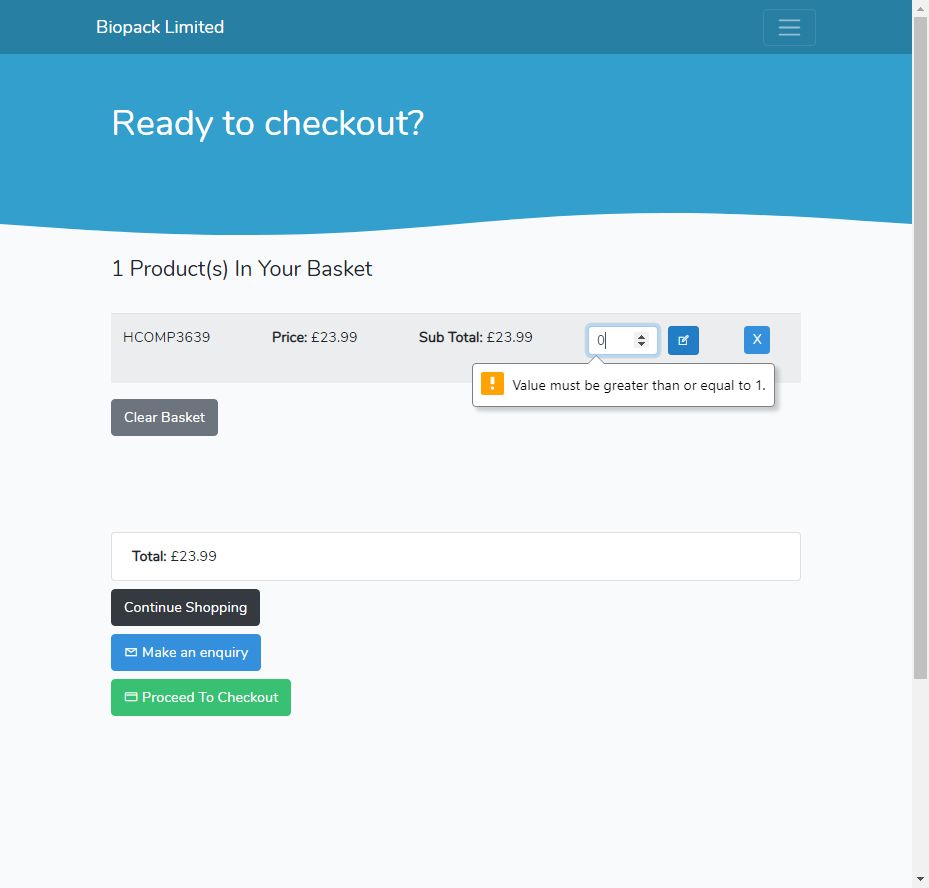 Biopack Limited
Ready to checkout?
1 Product(s) In Your Basket
HCOMP3639 Price: £23.99 Sub Total: £23.99 0 X
! Value must be greater than or equal to 1.
Clear Basket
Total: £23.99
Continue Shopping
Make an enquiry
Proceed To Checkout